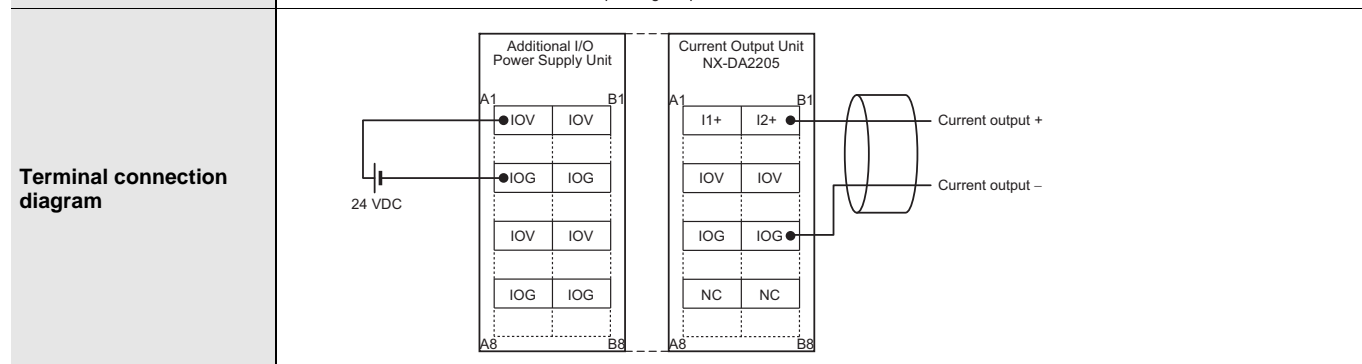 Terminal connection
diagram
Additional I/O
Power Supply Unit
A1 B1
IOV IOV
IOG IOG
IOV IOV
IOG IOG
A8 B8
24 VDC
Current Output Unit
NX-DA2205
A1 B1
I1+ I2+
IOV IOV
IOG IOG
NC NC
A8 B8
Current output +
Current output –